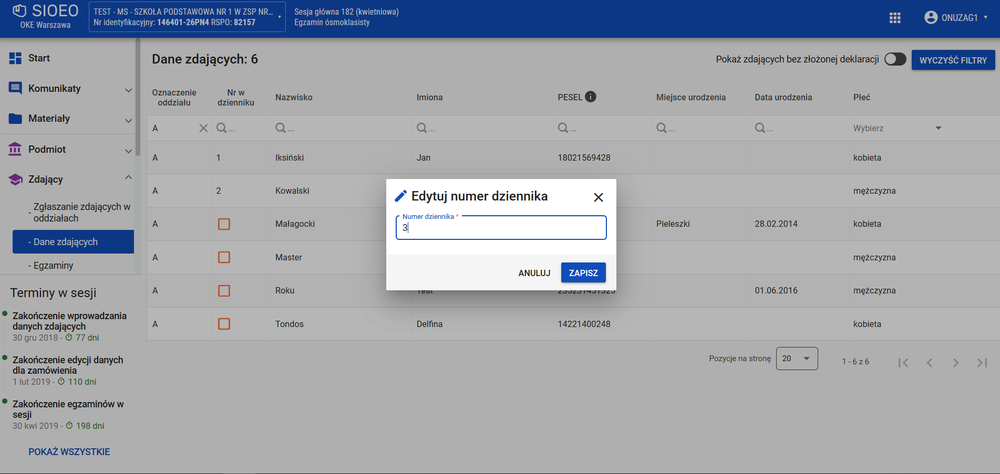 SIOEO
OKE Warszawa
TEST - MS - SZKOŁA PODSTAWOWA NR 1 W ZSP NR...
Nr identyfikacyjny: 146401-26PN4 RSPO: 82157
Sesja główna 182 (kwietniowa)
Egzamin ósmoklasisty
ONUZAG1
Start
Komunikaty
Materiały
Podmiot
Zdający
- Zgłaszanie zdających w
oddziałach
- Dane zdających
- Egzaminy
Terminy w sesji
Zakończenie wprowadzania
danych zdających
30 gru 2018 - 77 dni
Zakończenie edycji danych
dla zamówienia
1 lut 2019 - 110 dni
Zakończenie egzaminów w
sesji
30 kwi 2019 - 198 dni
POKAŻ WSZYSTKIE
Dane zdających: 6
Pokaż zdających bez złożonej deklaracji
WYCZYŚĆ FILTRY
Oznaczenie
oddziału
Nr w
dzienniku
Nazwisko
Imiona
PESEL
Miejsce urodzenia
Data urodzenia
Płeć
A ... ... ... ... ... ... Wybierz
A 1 Iksiński Jan 18021569428 kobieta
A 2 Kowalski mężczyzna
A Małagocki Pieleszki 28.02.2014 kobieta
A Master mężczyzna
A Roku Test 01.06.2016 mężczyzna
A Tondos Delfina 14221400248 kobieta
Edytuj numer dziennika
Numer dziennika *
3
ANULUJ
ZAPISZ
Pozycje na stronę 20 1 - 6 z 6